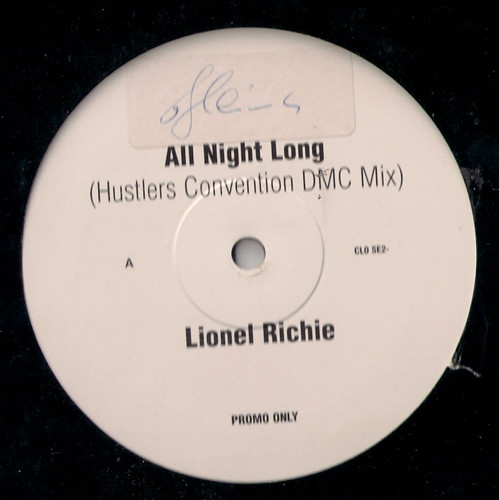 All Night Long
(Hustlers Convention DMC Mix)
A
CLO SE2-
Lionel Richie
PROMO ONLY